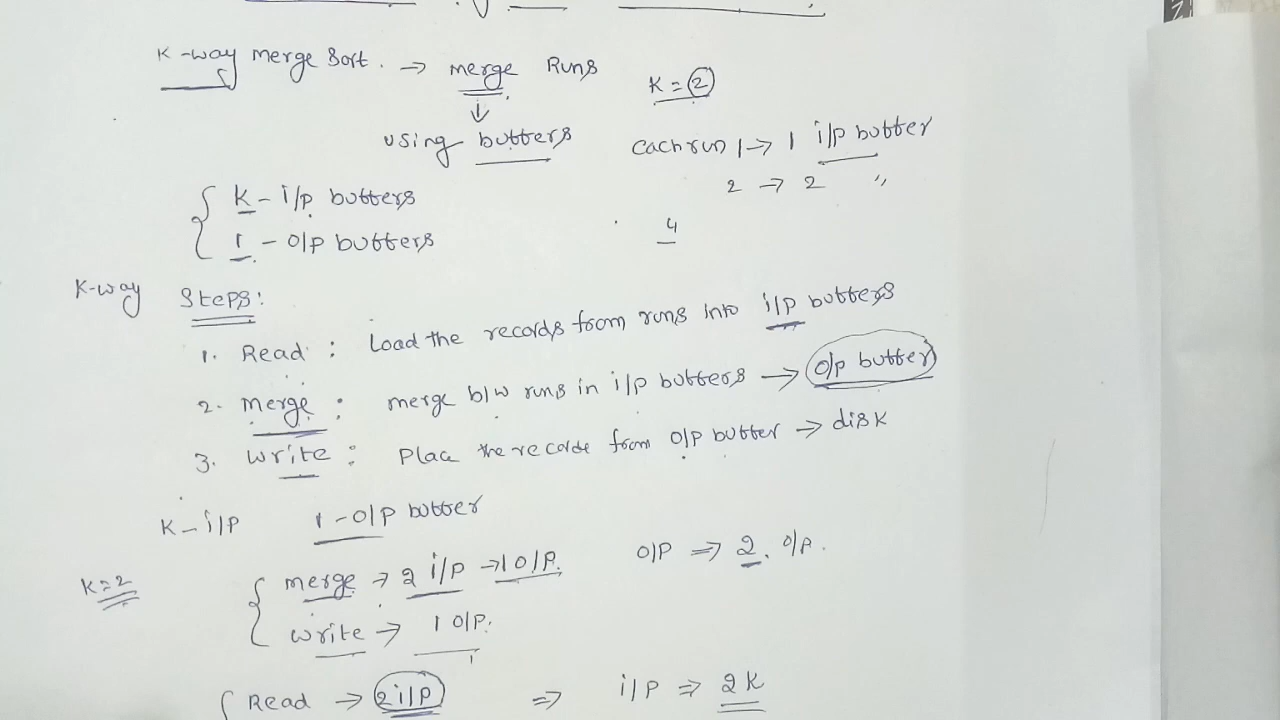 K-way merge Sort. → merge Runs K = 2
↓
using buffers each run 1 → 1 i/p buffer
2 → 2 "
{ K - i/p buffers
1 - o/p buffers 4
K-way Steps:
1. Read : Load the records from runs into i/p buffers
2. merge : merge b/w runs in i/p buffers → o/p buffer
3. write : Place the records from o/p buffer → disk
K - i/p 1 - o/p buffer
K=2 { merge → 2 i/p → 1 o/p. o/p ⇒ 2. o/p.
write → 1 o/p.
{ Read → 2 i/p ⇒ i/p ⇒ 2K